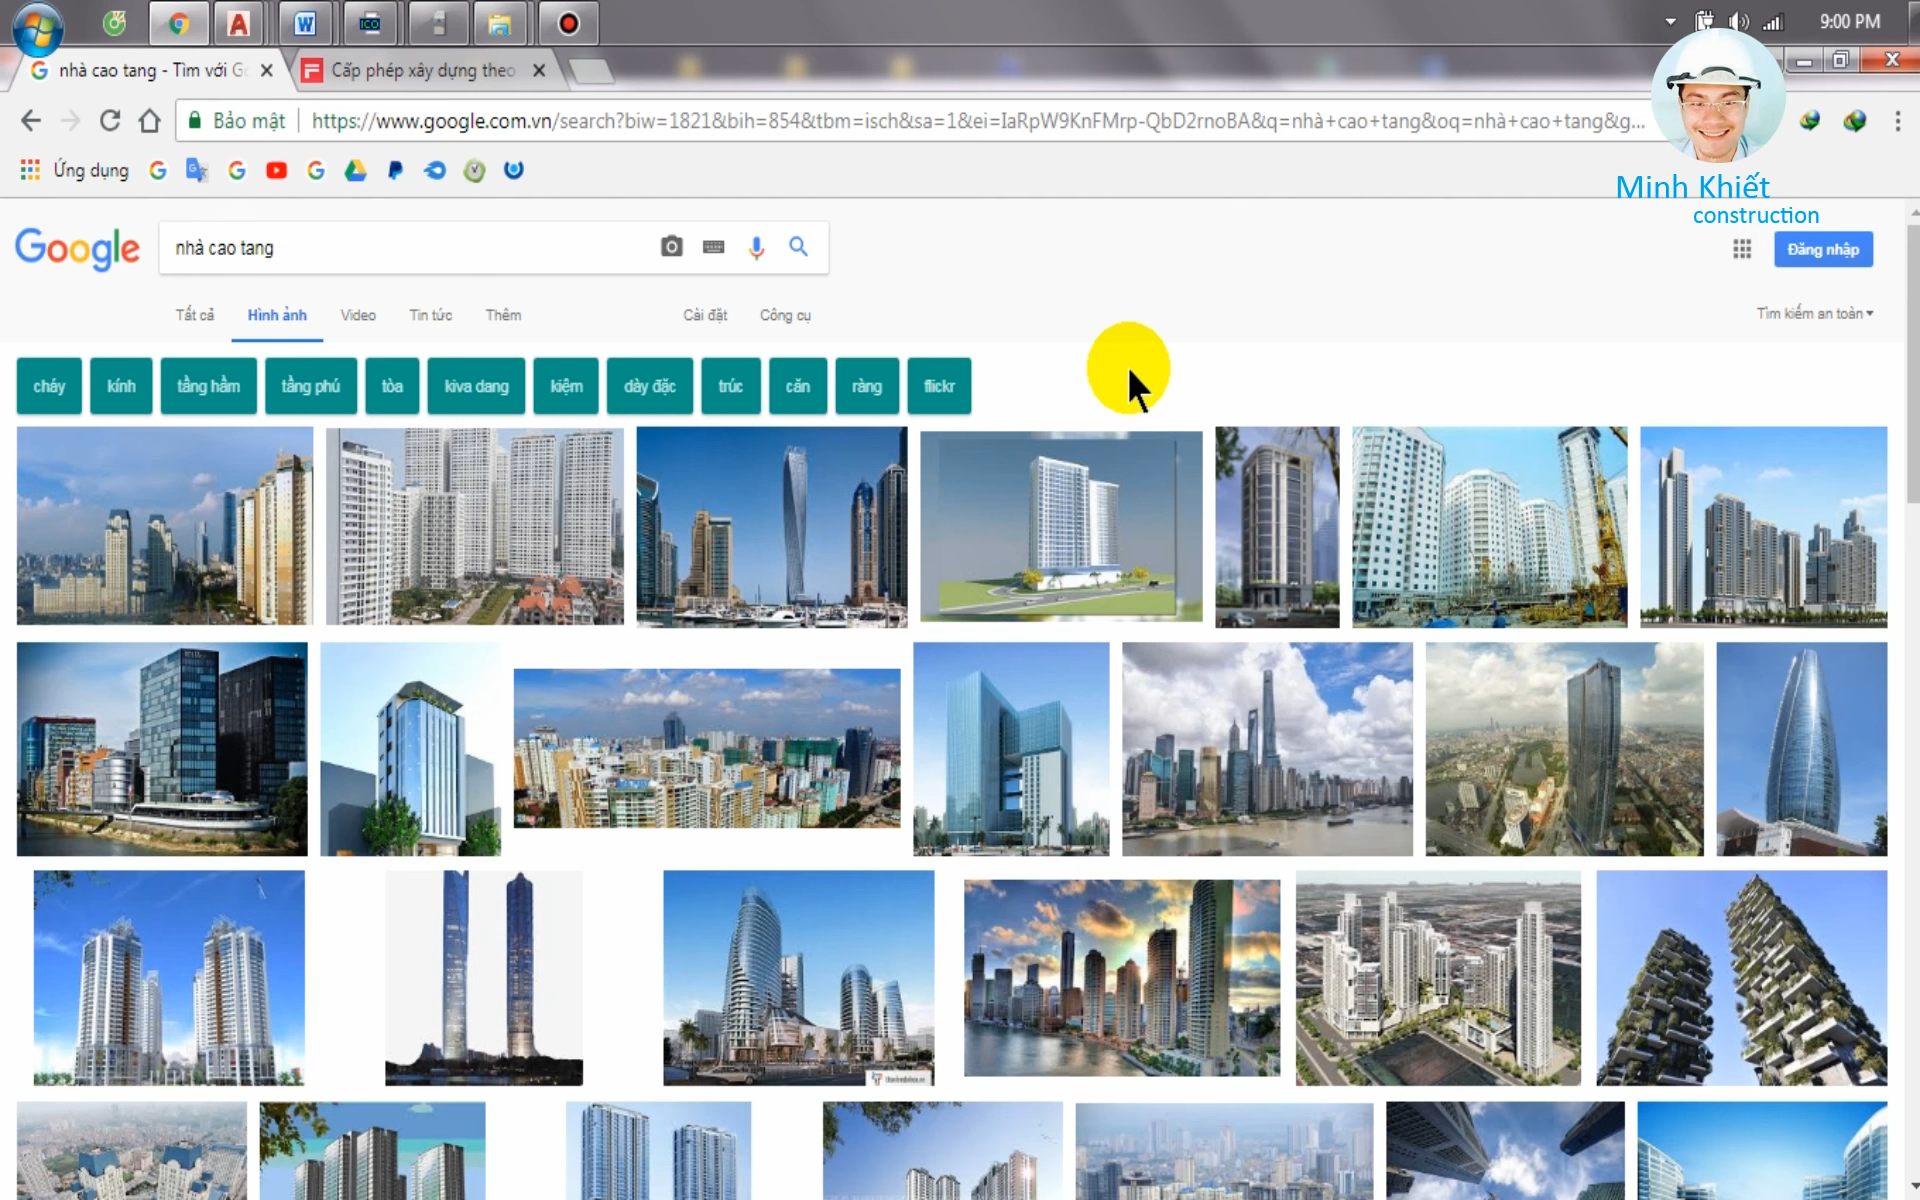 9:00 PM
nhà cao tang - Tìm với Go
Cấp phép xây dựng theo
Bảo mật
https://www.google.com.vn/search?biw=1821&bih=854&tbm=isch&sa=1&ei=IaRpW9KnFMrp-QbD2rnoBA&q=nhà+cao+tang&oq=nhà+cao+tang&g...
Ứng dụng
Minh Khiết
construction
Google
nhà cao tang
Đăng nhập
Tất cả
Hình ảnh
Video
Tin tức
Thêm
Cài đặt
Công cụ
Tìm kiếm an toàn
cháy
kính
tầng hầm
tầng phú
tòa
kiva dang
kiệm
dày đặc
trúc
căn
ràng
flickr